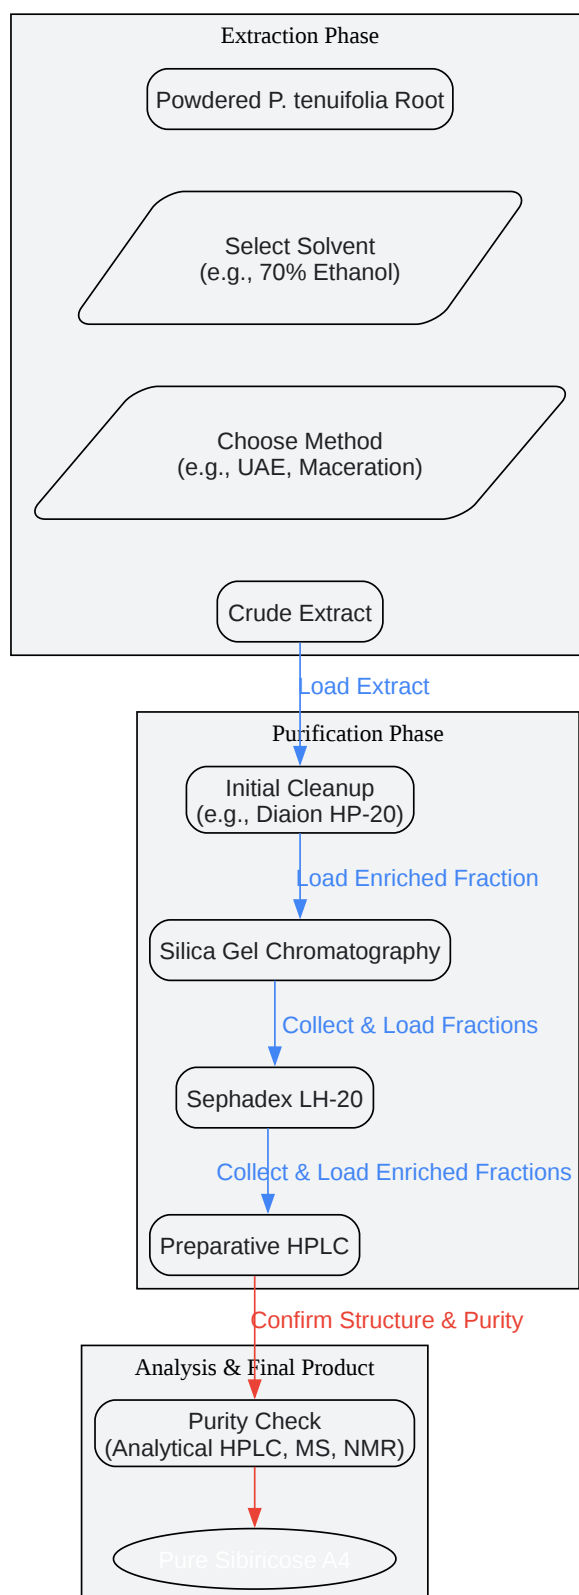 Extraction Phase
Powdered P. tenuifolia Root
Select Solvent
(e.g., 70% Ethanol)
Choose Method
(e.g., UAE, Maceration)
Crude Extract
Load Extract
Purification Phase
Initial Cleanup
(e.g., Diaion HP-20)
Load Enriched Fraction
Silica Gel Chromatography
Collect & Load Fractions
Sephadex LH-20
Collect & Load Enriched Fractions
Preparative HPLC
Confirm Structure & Purity
Analysis & Final Product
Purity Check
(Analytical HPLC, MS, NMR)
Pure Sibiricose A4